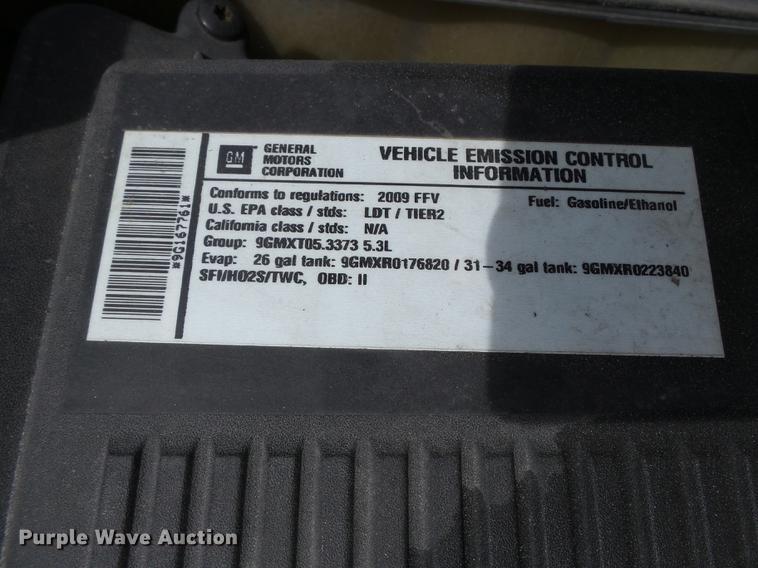 *9G167761*
GM
GENERAL
MOTORS
CORPORATION
VEHICLE EMISSION CONTROL
INFORMATION
Conforms to regulations: 2009 FFV Fuel: Gasoline/Ethanol
U.S. EPA class / stds: LDT / TIER2
California class / stds: N/A
Group: 9GMXT05.3373 5.3L
Evap: 26 gal tank: 9GMXR0176820 / 31-34 gal tank: 9GMXR0223840
SFI/HO2S/TWC, OBD: II
Purple Wave Auction